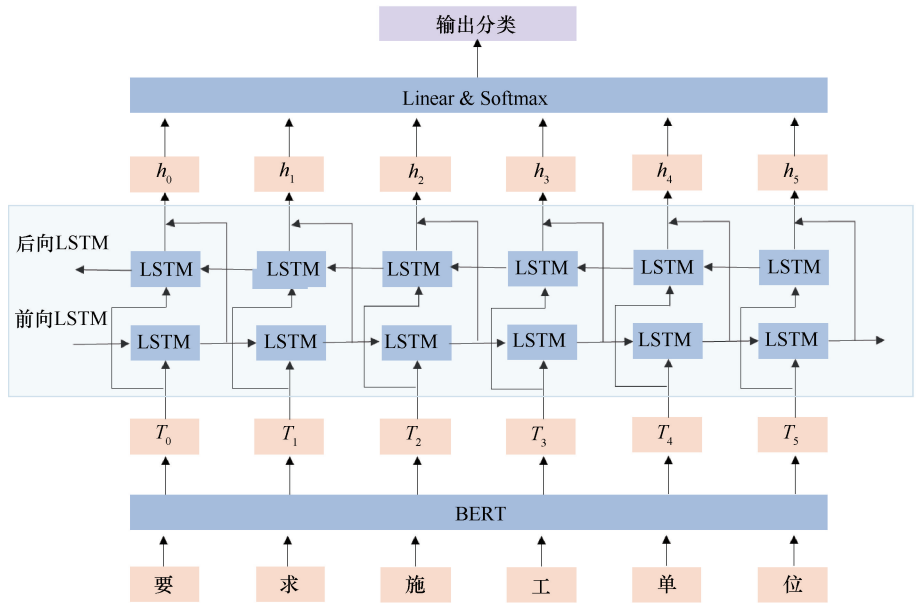 输出分类
Linear & Softmax
h0 h1 h2 h3 h4 h5
后向LSTM
LSTM LSTM LSTM LSTM LSTM LSTM
前向LSTM
LSTM LSTM LSTM LSTM LSTM LSTM
T0 T1 T2 T3 T4 T5
BERT
要 求 施 工 单 位